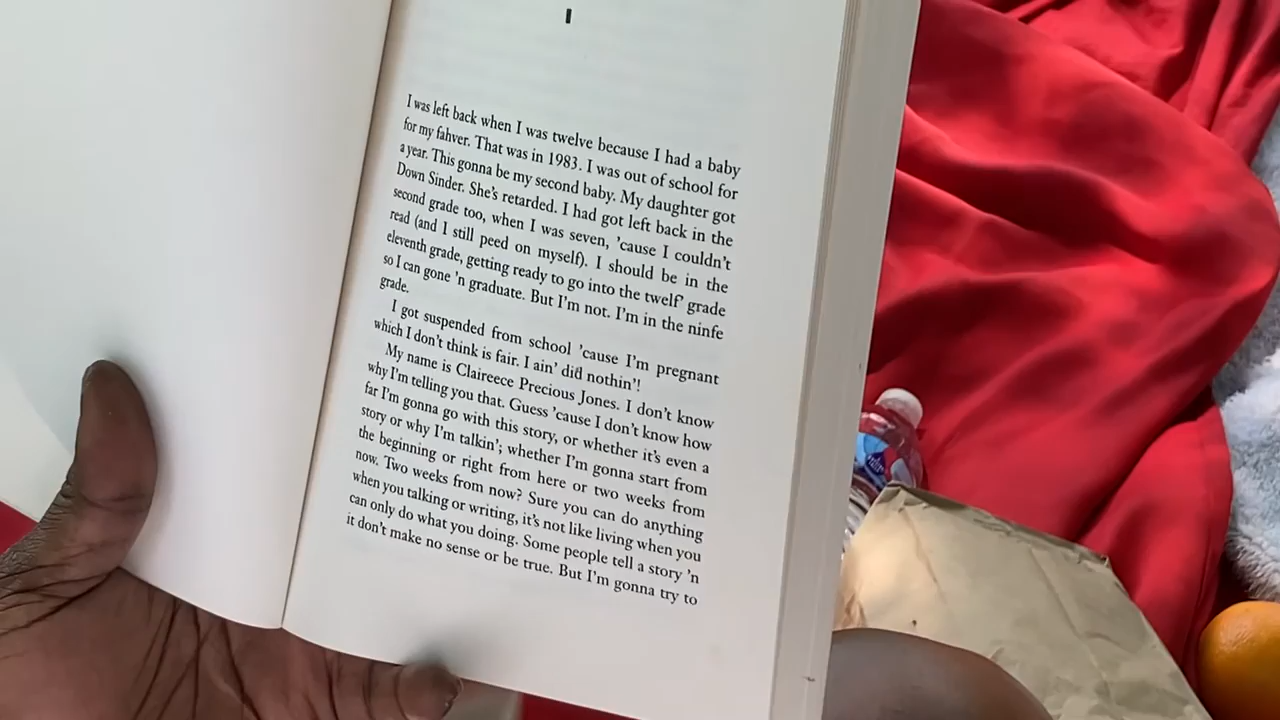 I
I was left back when I was twelve because I had a baby
for my fahver. That was in 1983. I was out of school for
a year. This gonna be my second baby. My daughter got
Down Sinder. She's retarded. I had got left back in the
second grade too, when I was seven, 'cause I couldn't
read (and I still peed on myself). I should be in the
eleventh grade, getting ready to go into the twelf' grade
so I can gone 'n graduate. But I'm not. I'm in the ninfe
grade.
I got suspended from school 'cause I'm pregnant
which I don't think is fair. I ain' did nothin'!
My name is Claireece Precious Jones. I don't know
why I'm telling you that. Guess 'cause I don't know how
far I'm gonna go with this story, or whether it's even a
story or why I'm talkin'; whether I'm gonna start from
the beginning or right from here or two weeks from
now. Two weeks from now? Sure you can do anything
when you talking or writing, it's not like living when you
can only do what you doing. Some people tell a story 'n
it don't make no sense or be true. But I'm gonna try to